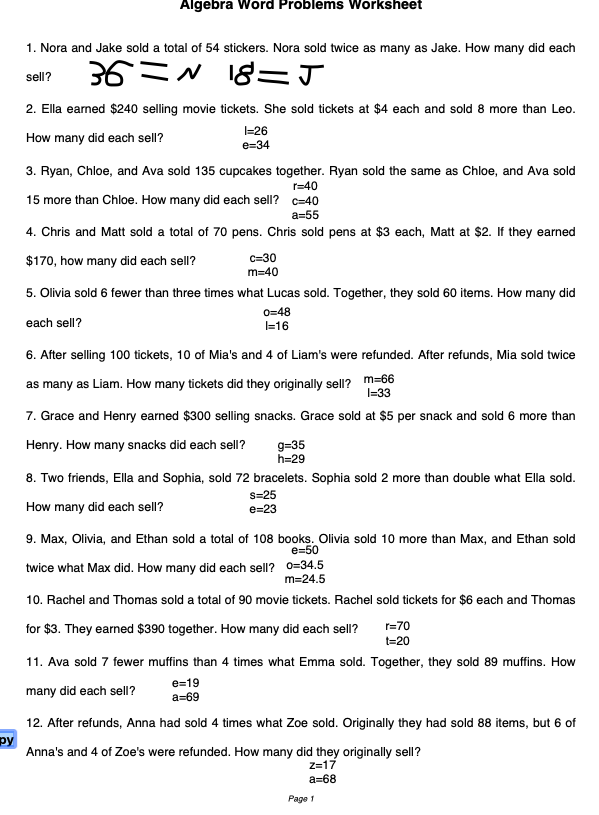 Algebra Word Problems Worksheet
1. Nora and Jake sold a total of 54 stickers. Nora sold twice as many as Jake. How many did each
sell? 36 = N 18 = J
2. Ella earned $240 selling movie tickets. She sold tickets at $4 each and sold 8 more than Leo.
How many did each sell?
l=26
e=34
3. Ryan, Chloe, and Ava sold 135 cupcakes together. Ryan sold the same as Chloe, and Ava sold
15 more than Chloe. How many did each sell?
r=40
c=40
a=55
4. Chris and Matt sold a total of 70 pens. Chris sold pens at $3 each, Matt at $2. If they earned
$170, how many did each sell?
c=30
m=40
5. Olivia sold 6 fewer than three times what Lucas sold. Together, they sold 60 items. How many did
each sell?
o=48
l=16
6. After selling 100 tickets, 10 of Mia's and 4 of Liam's were refunded. After refunds, Mia sold twice
as many as Liam. How many tickets did they originally sell?
m=66
l=33
7. Grace and Henry earned $300 selling snacks. Grace sold at $5 per snack and sold 6 more than
Henry. How many snacks did each sell?
g=35
h=29
8. Two friends, Ella and Sophia, sold 72 bracelets. Sophia sold 2 more than double what Ella sold.
How many did each sell?
s=25
e=23
9. Max, Olivia, and Ethan sold a total of 108 books. Olivia sold 10 more than Max, and Ethan sold
twice what Max did. How many did each sell?
e=50
o=34.5
m=24.5
10. Rachel and Thomas sold a total of 90 movie tickets. Rachel sold tickets for $6 each and Thomas
for $3. They earned $390 together. How many did each sell?
r=70
t=20
11. Ava sold 7 fewer muffins than 4 times what Emma sold. Together, they sold 89 muffins. How
many did each sell?
e=19
a=69
12. After refunds, Anna had sold 4 times what Zoe sold. Originally they had sold 88 items, but 6 of
Anna's and 4 of Zoe's were refunded. How many did they originally sell?
z=17
a=68
py
Page 1